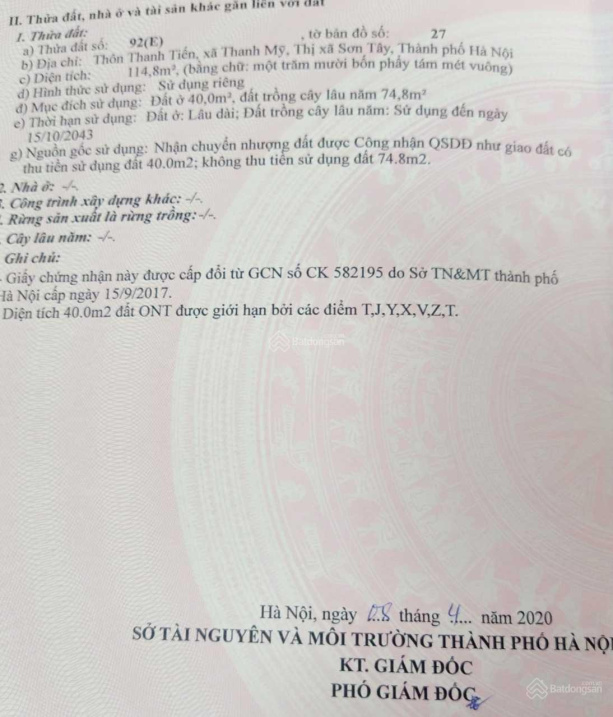 II. Thửa đất, nhà ở và tài sản khác gắn liền với đất
1. Thửa đất:
a) Thửa đất số: 92(E) , tờ bản đồ số: 27
b) Địa chỉ: Thôn Thanh Tiến, xã Thanh Mỹ, Thị xã Sơn Tây, Thành phố Hà Nội
c) Diện tích: 114,8m², (bằng chữ: một trăm mười bốn phẩy tám mét vuông)
d) Hình thức sử dụng: Sử dụng riêng
đ) Mục đích sử dụng: Đất ở 40,0m², đất trồng cây lâu năm 74,8m²
e) Thời hạn sử dụng: Đất ở: Lâu dài; Đất trồng cây lâu năm: Sử dụng đến ngày
15/10/2043
g) Nguồn gốc sử dụng: Nhận chuyển nhượng đất được Công nhận QSDĐ như giao đất có
thu tiền sử dụng đất 40.0m2; không thu tiền sử dụng đất 74.8m2.
2. Nhà ở: -/-.
. Công trình xây dựng khác: -/-.
. Rừng sản xuất là rừng trồng: -/-.
Cây lâu năm: -/-.
Ghi chú:
- Giấy chứng nhận này được cấp đổi từ GCN số CK 582195 do Sở TN&MT thành phố
Hà Nội cấp ngày 15/9/2017.
Diện tích 40.0m2 đất ONT được giới hạn bởi các điểm T,J,Y,X,V,Z,T.
Batdongsan
Hà Nội, ngày 08 tháng 4... năm 2020
SỞ TÀI NGUYÊN VÀ MÔI TRƯỜNG THÀNH PHỐ HÀ NỘI
KT. GIÁM ĐỐC
PHÓ GIÁM ĐỐC
Batdongsan